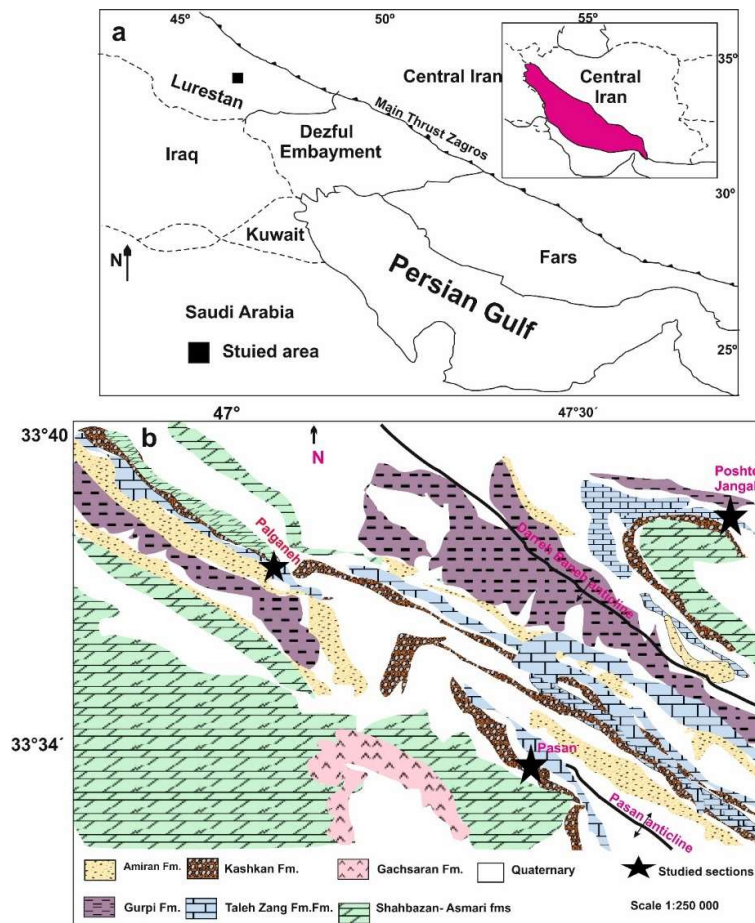 45º 50º 55º
a
35º
Central Iran
Central
Iran
Lurestan
Main Thrust Zagros
Dezful
Embayment
Iraq
30º
Kuwait
N
Fars
Persian Gulf
Saudi Arabia
Stuied area
25º
47º 47º30´
33º40
b
N
Poshte
Jangal
Palganeh
anticline
33º34´
Pasan
Pasan anticline
Amiran Fm. Kashkan Fm. Gachsaran Fm. Quaternary Studied sections
Gurpi Fm. Taleh Zang Fm.Fm. Shahbazan- Asmari fms Scale 1:250 000